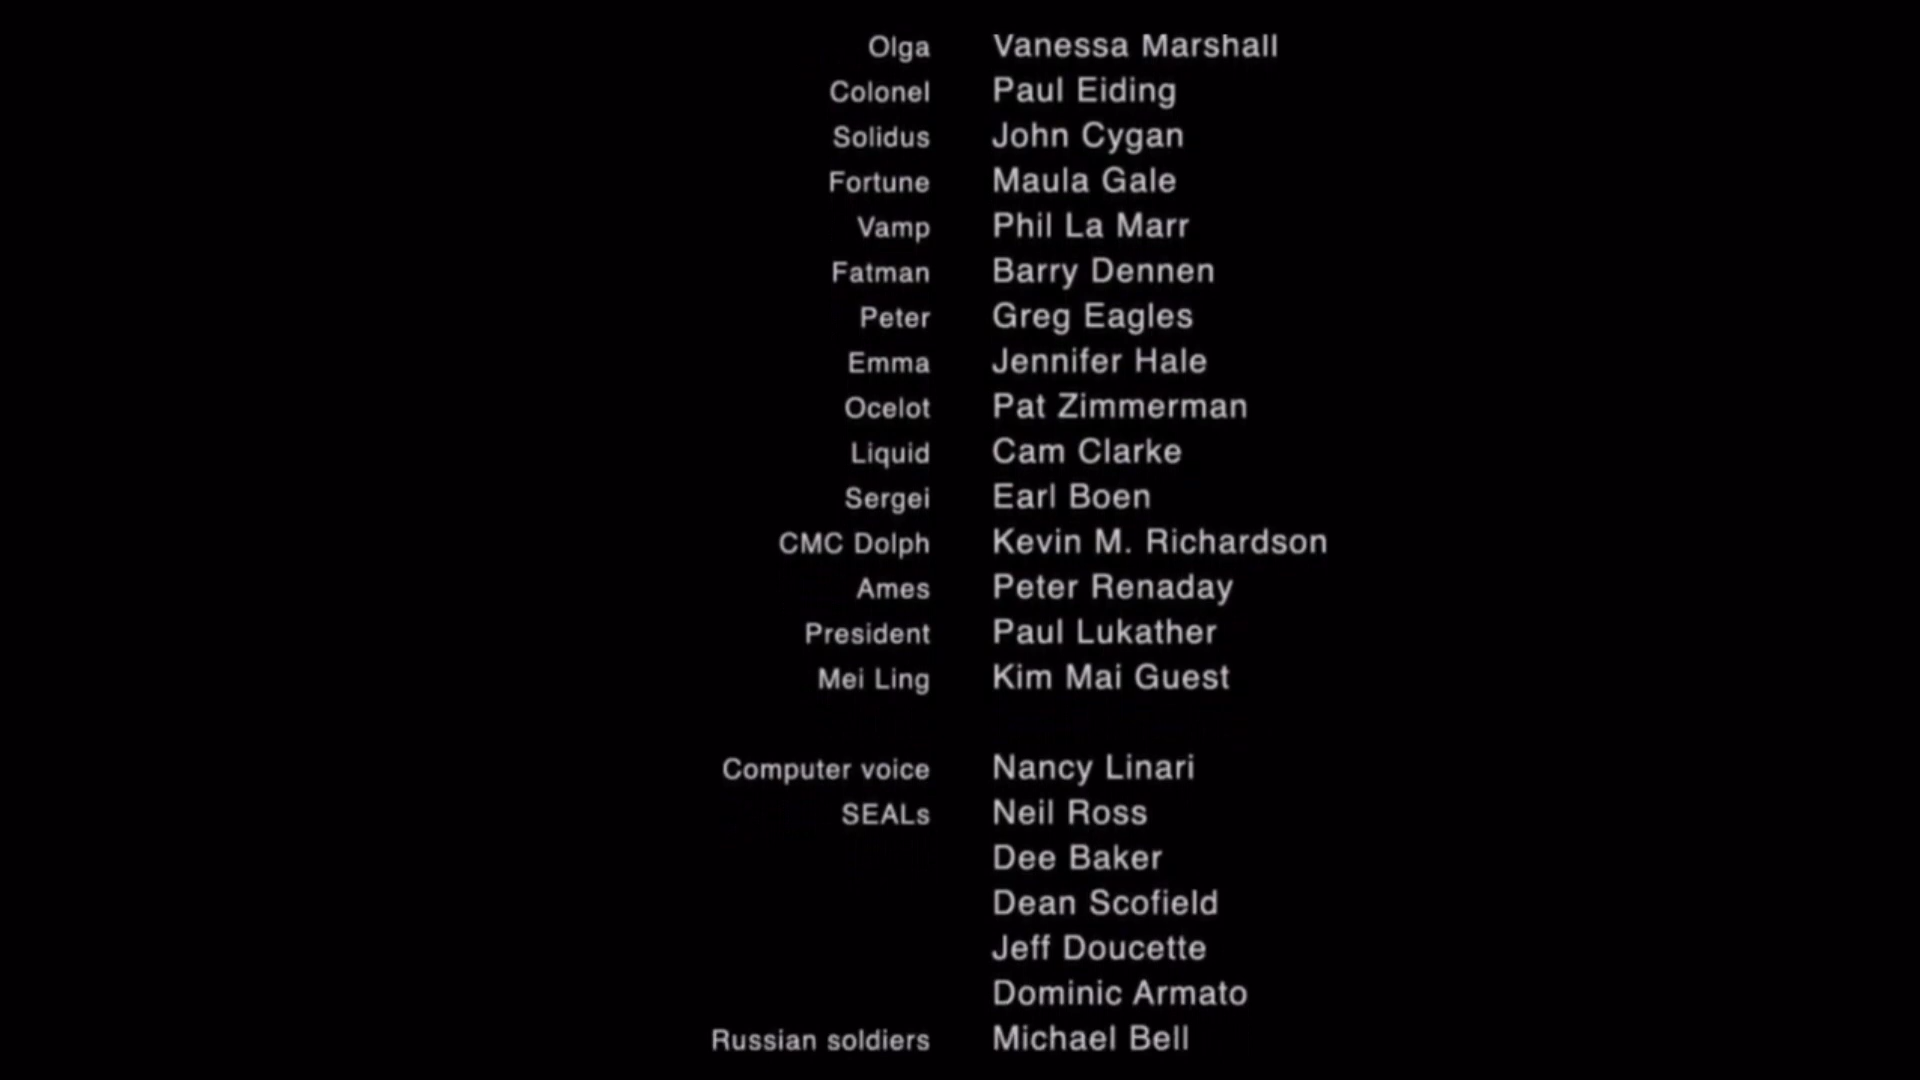 Olga Vanessa Marshall
Colonel Paul Eiding
Solidus John Cygan
Fortune Maula Gale
Vamp Phil La Marr
Fatman Barry Dennen
Peter Greg Eagles
Emma Jennifer Hale
Ocelot Pat Zimmerman
Liquid Cam Clarke
Sergei Earl Boen
CMC Dolph Kevin M. Richardson
Ames Peter Renaday
President Paul Lukather
Mei Ling Kim Mai Guest
Computer voice Nancy Linari
SEALs Neil Ross
Dee Baker
Dean Scofield
Jeff Doucette
Dominic Armato
Russian soldiers Michael Bell